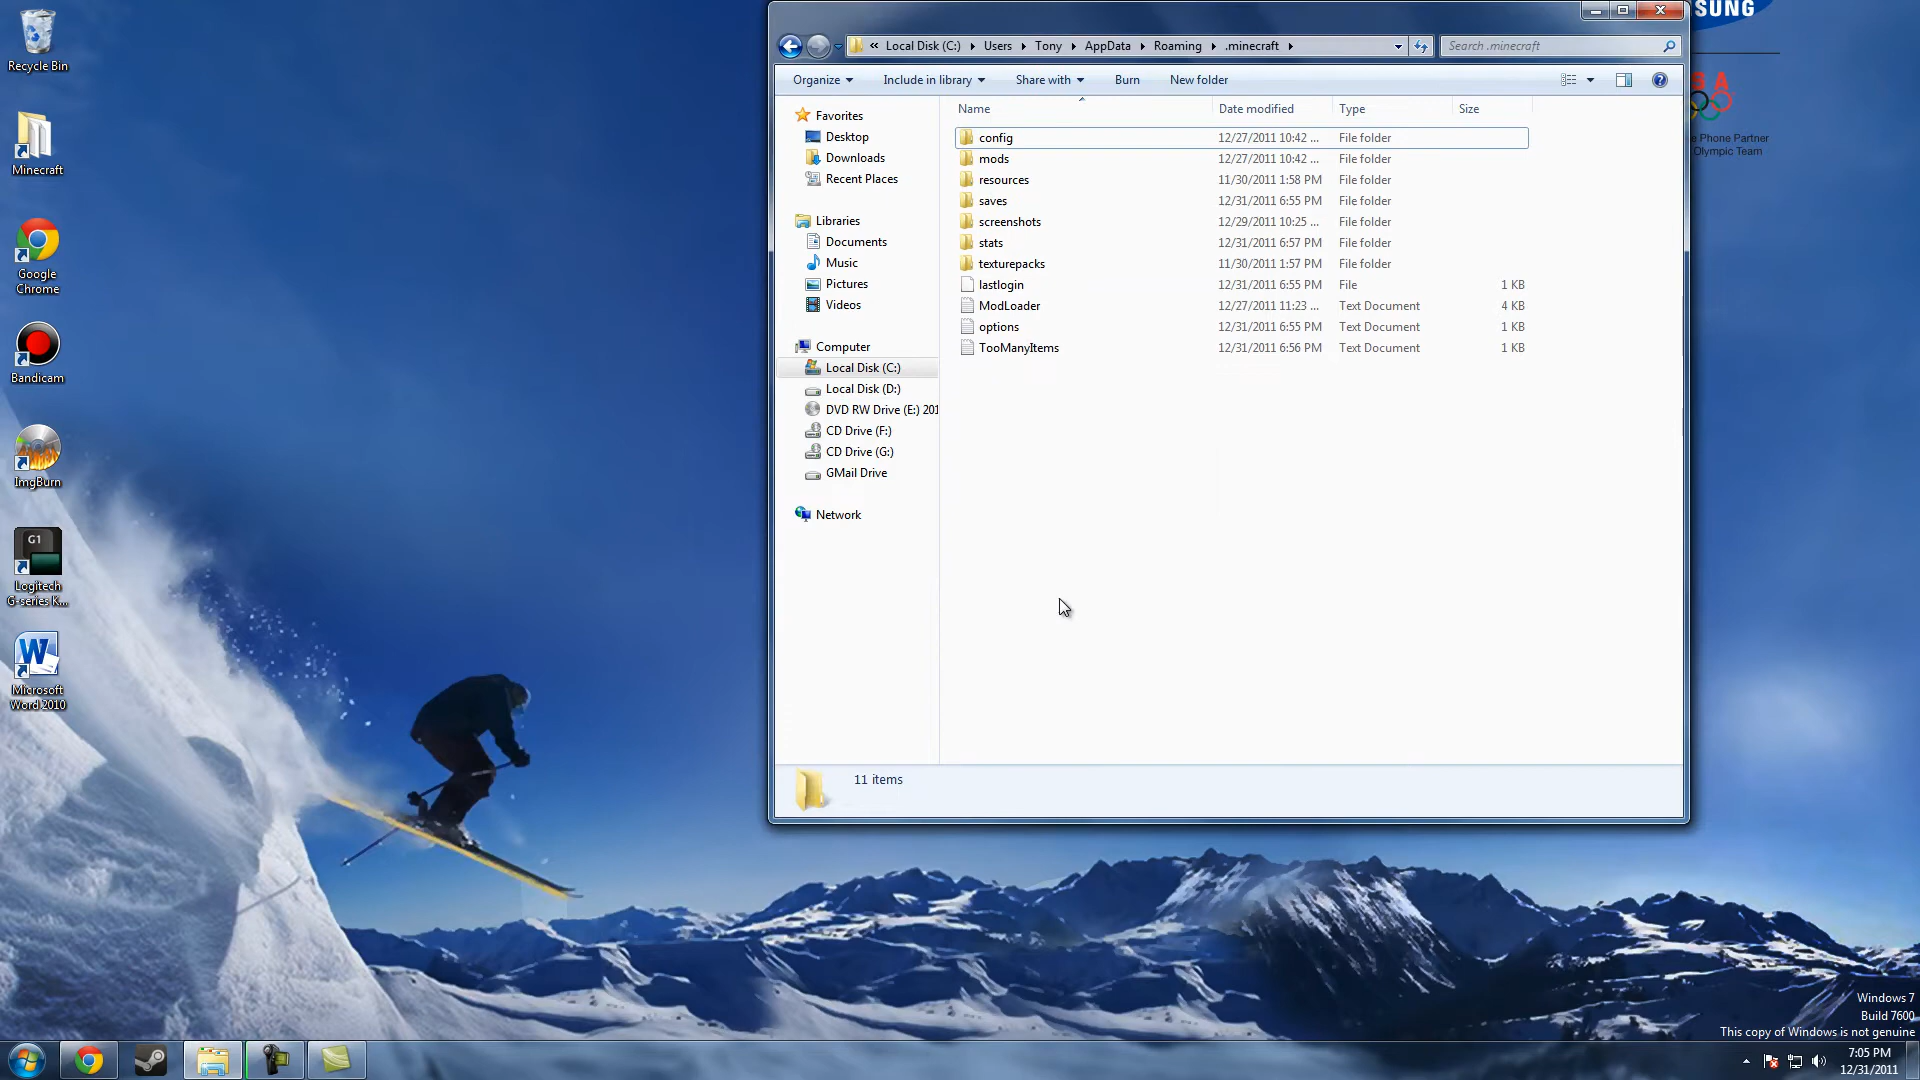 Recycle Bin
Minecraft
Google
Chrome
Bandicam
ImgBurn
G1
Logitech
G-series K...
W
Microsoft
Word 2010
« Local Disk (C:) Users Tony AppData Roaming .minecraft
Search .minecraft
Organize Include in library Share with Burn New folder
Favorites
Desktop
Downloads
Recent Places
Libraries
Documents
Music
Pictures
Videos
Computer
Local Disk (C:)
Local Disk (D:)
DVD RW Drive (E:) 201
CD Drive (F:)
CD Drive (G:)
GMail Drive
Network
Name Date modified Type Size
config 12/27/2011 10:42 ... File folder
mods 12/27/2011 10:42 ... File folder
resources 11/30/2011 1:58 PM File folder
saves 12/31/2011 6:55 PM File folder
screenshots 12/29/2011 10:25 ... File folder
stats 12/31/2011 6:57 PM File folder
texturepacks 11/30/2011 1:57 PM File folder
lastlogin 12/31/2011 6:55 PM File 1 KB
ModLoader 12/27/2011 11:23 ... Text Document 4 KB
options 12/31/2011 6:55 PM Text Document 1 KB
TooManyItems 12/31/2011 6:56 PM Text Document 1 KB
11 items
SUNG
SA
e Phone Partner
Olympic Team
Windows 7
Build 7600
This copy of Windows is not genuine
7:05 PM
12/31/2011